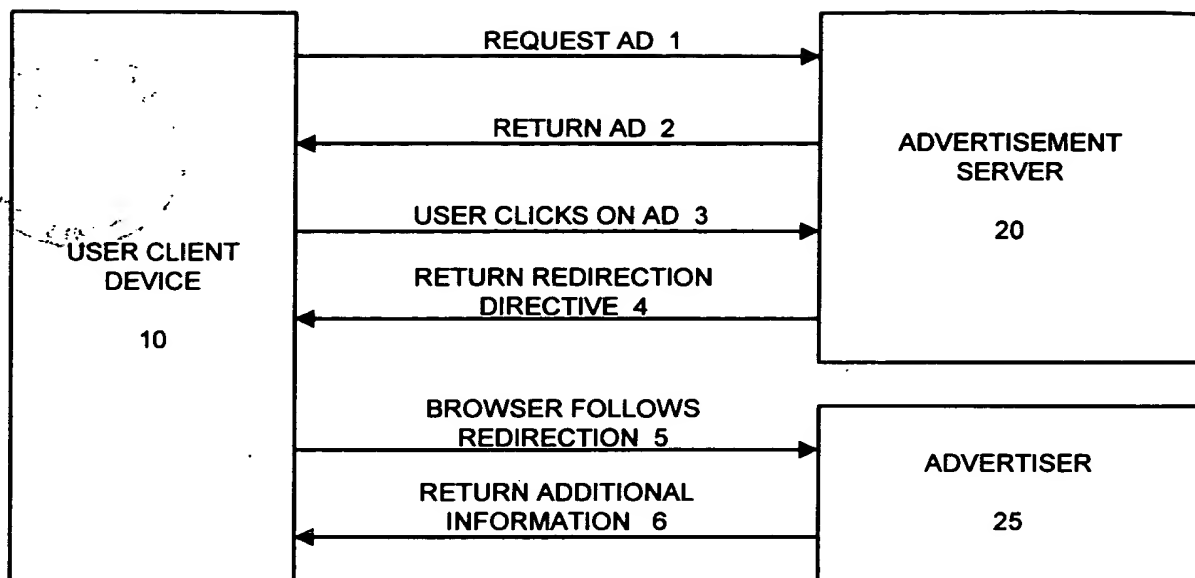 REQUEST AD 1
RETURN AD 2
USER CLICKS ON AD 3
RETURN REDIRECTION
DIRECTIVE 4
BROWSER FOLLOWS
REDIRECTION 5
RETURN ADDITIONAL
INFORMATION 6
USER CLIENT
DEVICE
10
ADVERTISEMENT
SERVER
20
ADVERTISER
25